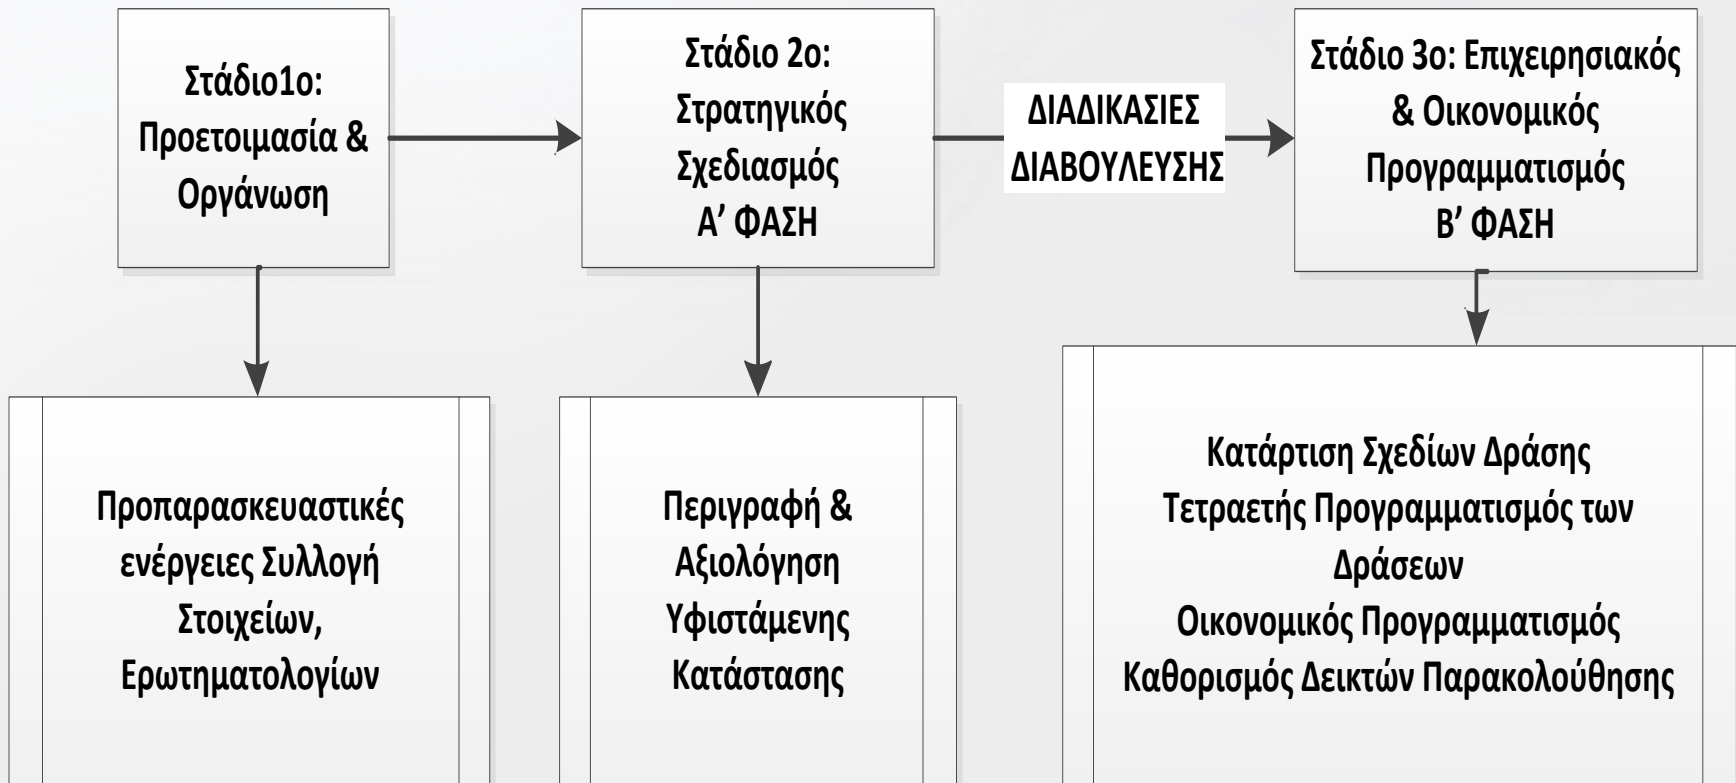 Στάδιο1ο:
Προετοιμασία &
Οργάνωση
Στάδιο 2ο:
Στρατηγικός
Σχεδιασμός
Α’ ΦΑΣΗ
ΔΙΑΔΙΚΑΣΙΕΣ
ΔΙΑΒΟΥΛΕΥΣΗΣ
Στάδιο 3ο: Επιχειρησιακός
& Οικονομικός
Προγραμματισμός
Β’ ΦΑΣΗ
Προπαρασκευαστικές
ενέργειες Συλλογή
Στοιχείων,
Ερωτηματολογίων
Περιγραφή &
Αξιολόγηση
Υφιστάμενης
Κατάστασης
Κατάρτιση Σχεδίων Δράσης
Τετραετής Προγραμματισμός των
Δράσεων
Οικονομικός Προγραμματισμός
Καθορισμός Δεικτών Παρακολούθησης